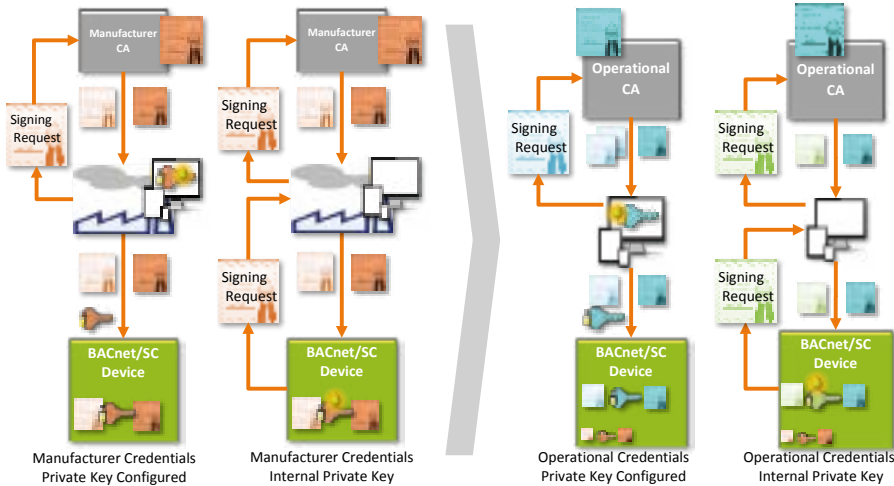 Manufacturer
CA
Manufacturer
CA
Operational
CA
Operational
CA
Signing
Request
Signing
Request
Signing
Request
Signing
Request
Signing
Request
Signing
Request
BACnet/SC
Device
BACnet/SC
Device
BACnet/SC
Device
BACnet/SC
Device
Manufacturer Credentials
Private Key Configured
Manufacturer Credentials
Internal Private Key
Operational Credentials
Private Key Configured
Operational Credentials
Internal Private Key